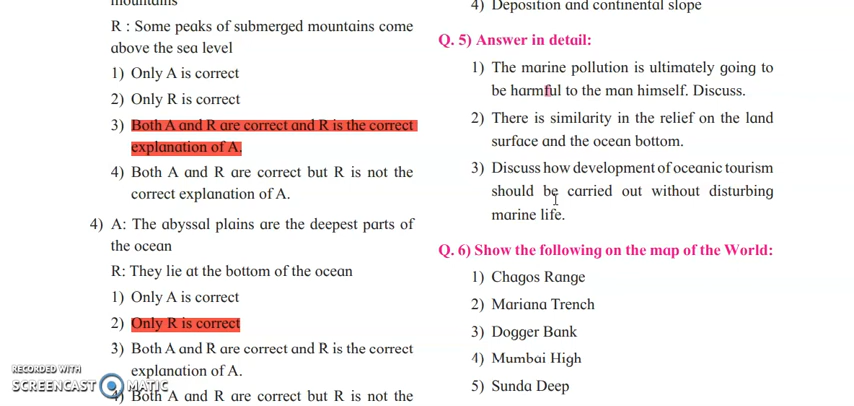 mountains
R : Some peaks of submerged mountains come
above the sea level
1) Only A is correct
2) Only R is correct
3) Both A and R are correct and R is the correct
explanation of A.
4) Both A and R are correct but R is not the
correct explanation of A.
4) A: The abyssal plains are the deepest parts of
the ocean
R: They lie at the bottom of the ocean
1) Only A is correct
2) Only R is correct
3) Both A and R are correct and R is the correct
explanation of A.
4) Both A and R are correct but R is not the
4) Deposition and continental slope
Q. 5) Answer in detail:
1) The marine pollution is ultimately going to
be harmful to the man himself. Discuss.
2) There is similarity in the relief on the land
surface and the ocean bottom.
3) Discuss how development of oceanic tourism
should be carried out without disturbing
marine life.
Q. 6) Show the following on the map of the World:
1) Chagos Range
2) Mariana Trench
3) Dogger Bank
4) Mumbai High
5) Sunda Deep
RECORDED WITH
SCREENCAST MATIC